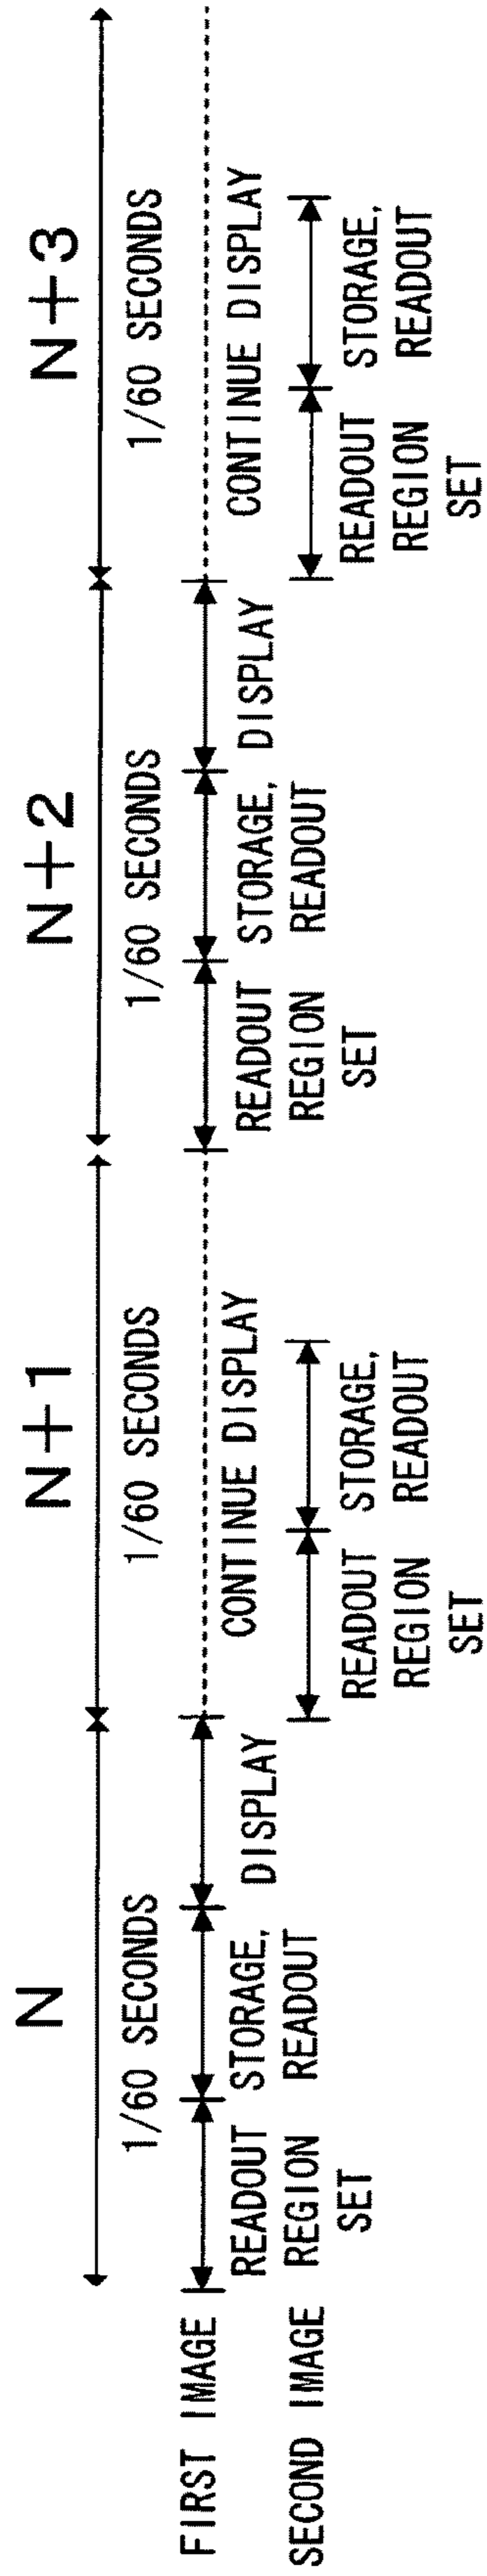 N
N+1
N+2
N+3
1/60 SECONDS
1/60 SECONDS
1/60 SECONDS
1/60 SECONDS
FIRST IMAGE
READOUT
REGION
SET
STORAGE,
READOUT
DISPLAY
CONTINUE DISPLAY
READOUT
REGION
SET
STORAGE,
READOUT
DISPLAY
CONTINUE DISPLAY
SECOND IMAGE
READOUT
REGION
SET
STORAGE,
READOUT
READOUT
REGION
SET
STORAGE,
READOUT